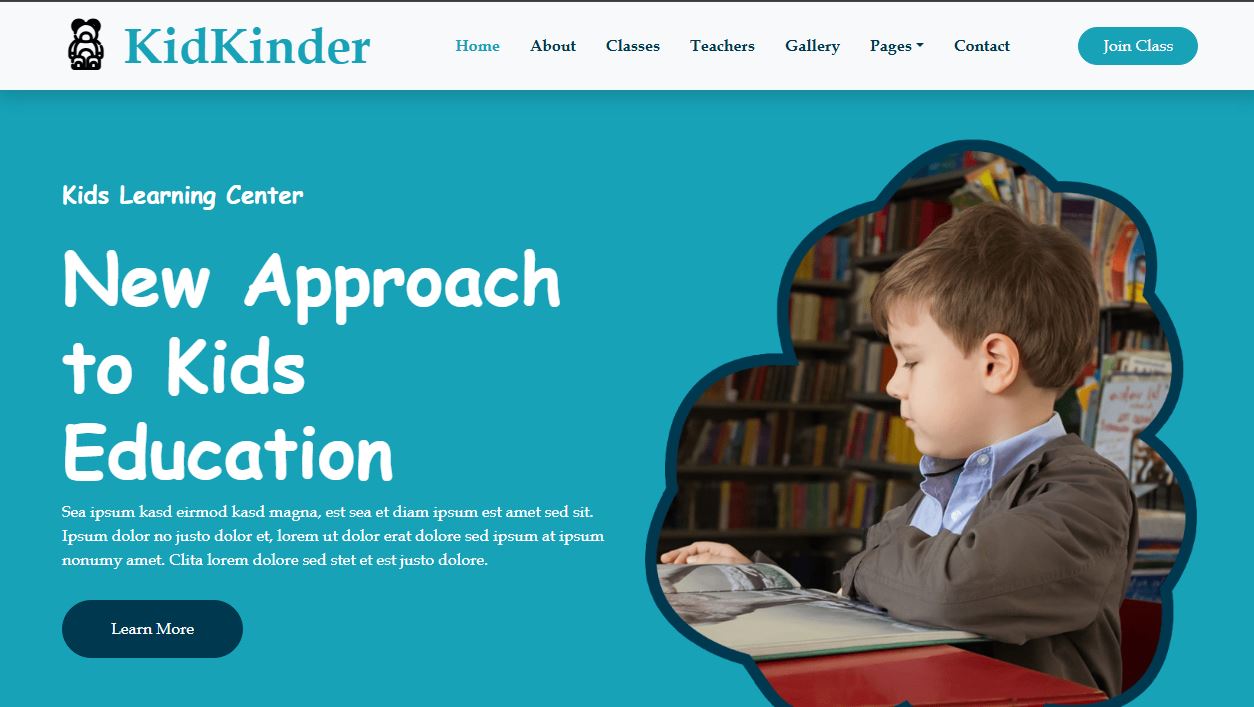 KidKinder
Home About Classes Teachers Gallery Pages Contact
Join Class
Kids Learning Center
New Approach
to Kids
Education
Sea ipsum kasd eirmod kasd magna, est sea et diam ipsum est amet sed sit.
Ipsum dolor no justo dolor et, lorem ut dolor erat dolore sed ipsum at ipsum
nonumy amet. Clita lorem dolore sed stet et est justo dolore.
Learn More